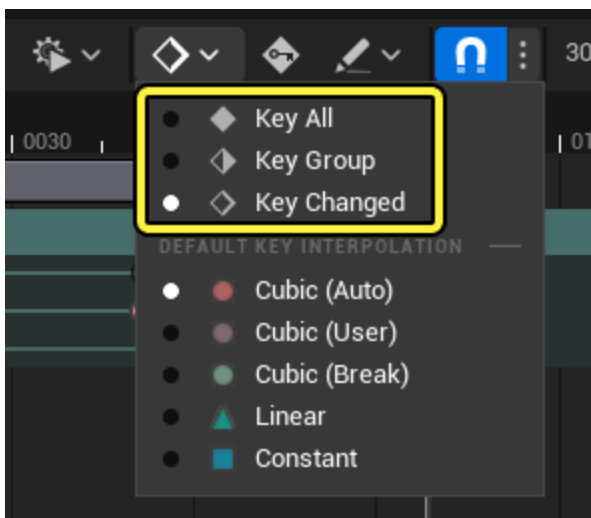 30
0030
01
Key All
Key Group
Key Changed
DEFAULT KEY INTERPOLATION
Cubic (Auto)
Cubic (User)
Cubic (Break)
Linear
Constant